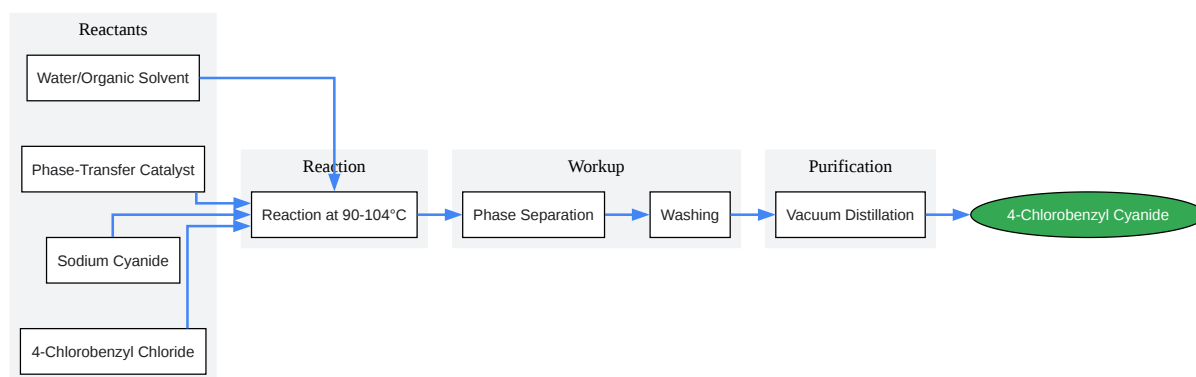 Reactants
Water/Organic Solvent
Phase-Transfer Catalyst
Sodium Cyanide
4-Chlorobenzyl Chloride
Reaction
Reaction at 90-104°C
Workup
Phase Separation
Washing
Purification
Vacuum Distillation
4-Chlorobenzyl Cyanide